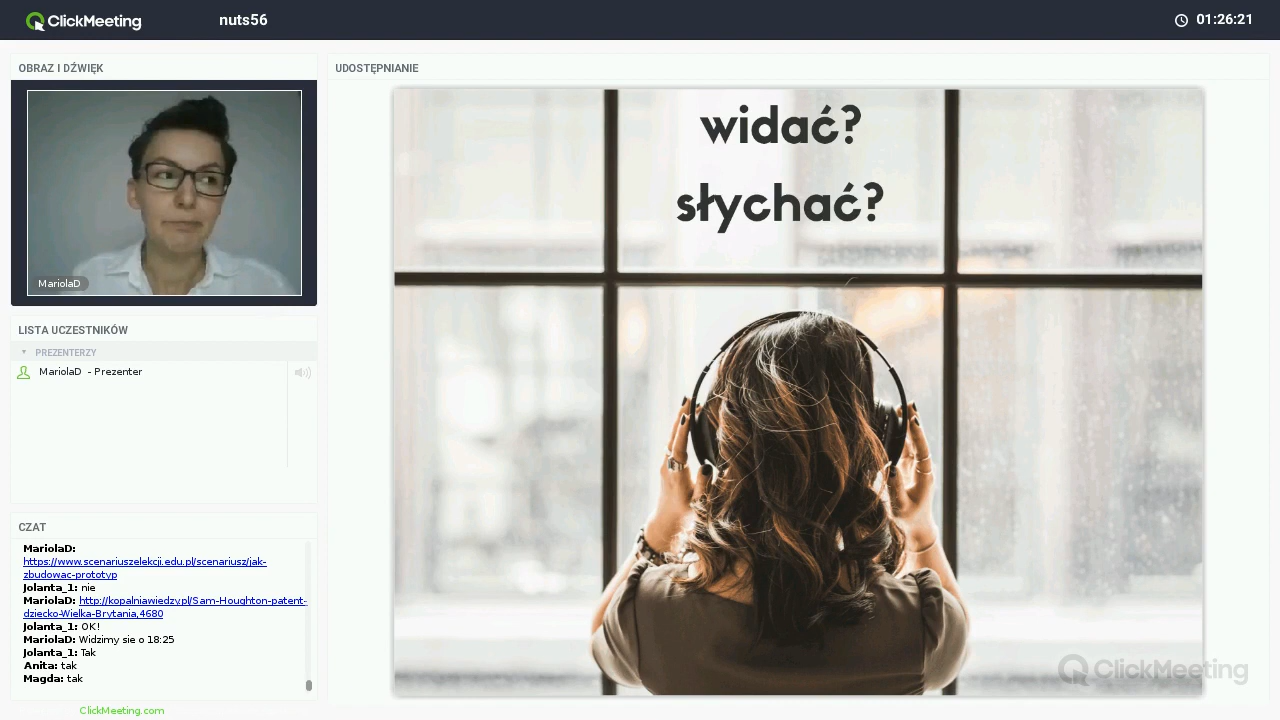 ClickMeeting
nuts56
01:26:21
OBRAZ I DŹWIĘK
MariolaD
LISTA UCZESTNIKÓW
PREZENTERZY
MariolaD - Prezenter
CZAT
MariolaD:
https://www.scenariuszelekcji.edu.pl/scenariusz/jak-
zbudowac-prototyp
Jolanta_1: nie
MariolaD: http://kopalniawiedzy.pl/Sam-Houghton-patent-
dziecko-Wielka-Brytania,4680
Jolanta_1: OK!
MariolaD: Widzimy sie o 18:25
Jolanta_1: Tak
Anita: tak
Magda: tak
ClickMeeting.com
UDOSTĘPNIANIE
widać?
słychać?
ClickMeeting